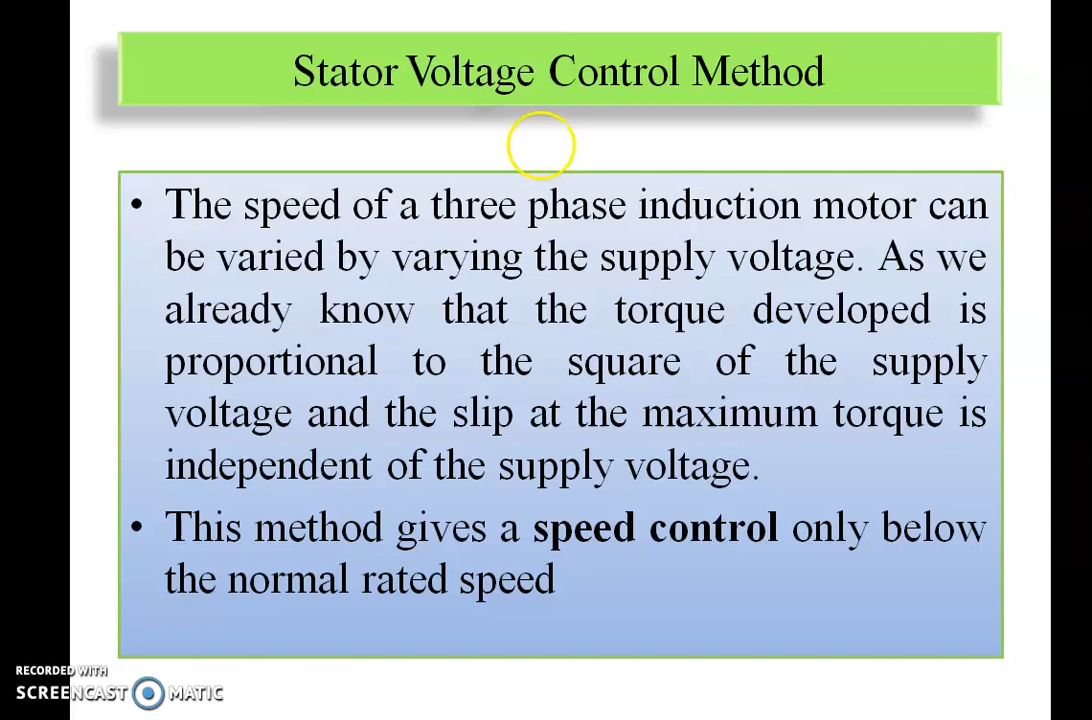 Stator Voltage Control Method
• The speed of a three phase induction motor can
be varied by varying the supply voltage. As we
already know that the torque developed is
proportional to the square of the supply
voltage and the slip at the maximum torque is
independent of the supply voltage.
• This method gives a speed control only below
the normal rated speed
RECORDED WITH
SCREENCAST MATIC